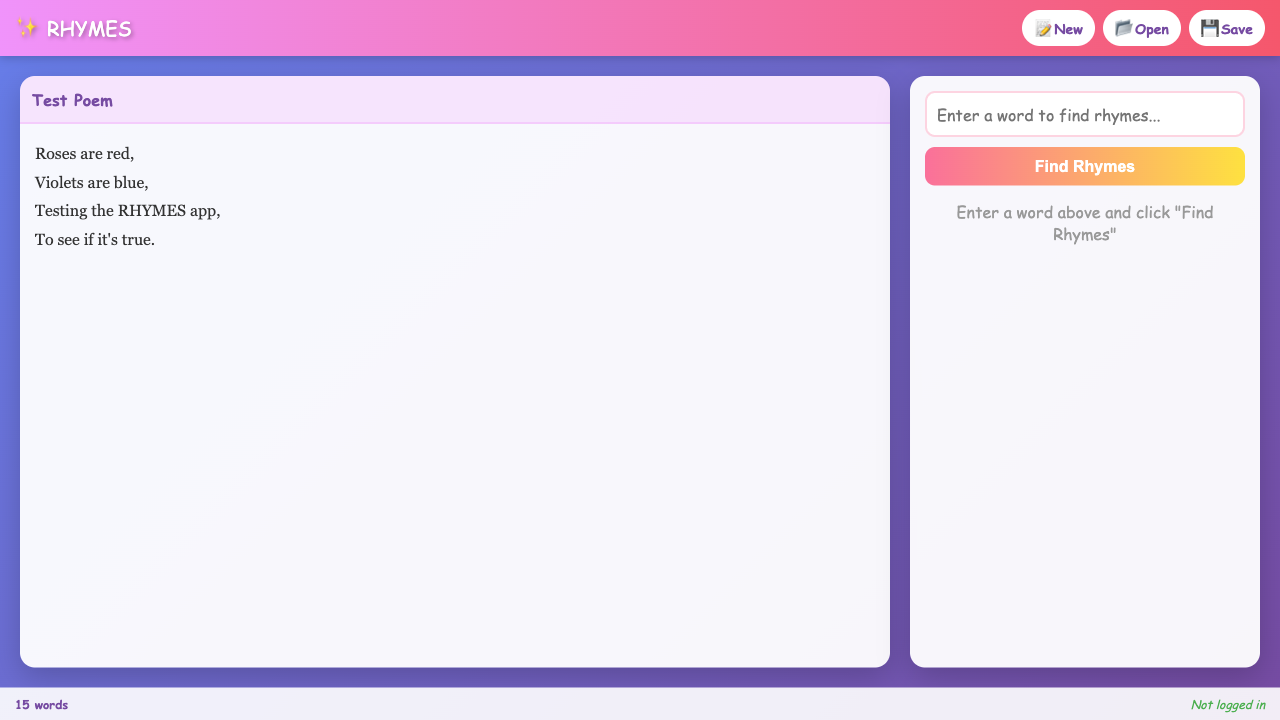 ✨ RHYMES
📝New
📂Open
💾Save
Test Poem
Roses are red,
Violets are blue,
Testing the RHYMES app,
To see if it's true.
Enter a word to find rhymes...
Find Rhymes
Enter a word above and click "Find
Rhymes"
15 words
Not logged in